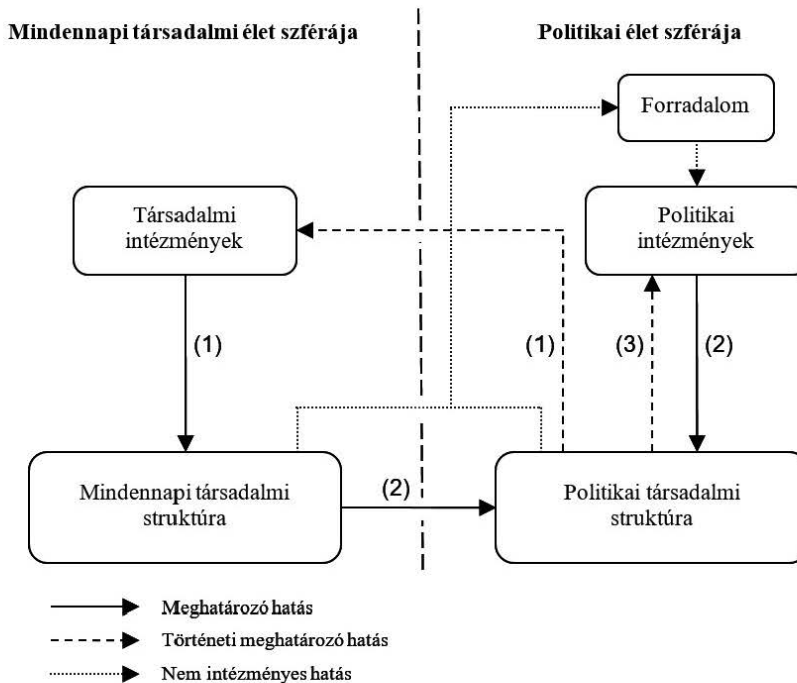 Mindennapi társadalmi élet szférája
Politikai élet szférája
Forradalom
Társadalmi
intézmények
Politikai
intézmények
(1)
(1)
(3)
(2)
Mindennapi társadalmi
struktúra
(2)
Politikai társadalmi
struktúra
Meghatározó hatás
Történeti meghatározó hatás
Nem intézményes hatás